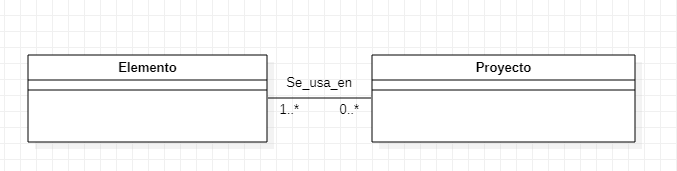 Elemento
Proyecto
Se_usa_en
1..*
0..*